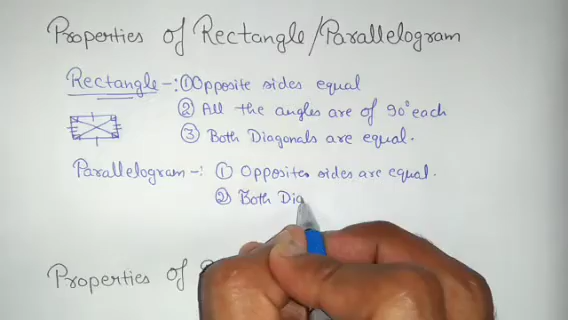 Properties of Rectangle/Parallelogram
Rectangle -: ① Opposite sides equal
② All the angles are of 90° each
③ Both Diagonals are equal.
Parallelogram -: ① Opposites sides are equal.
② Both Dia
Properties of